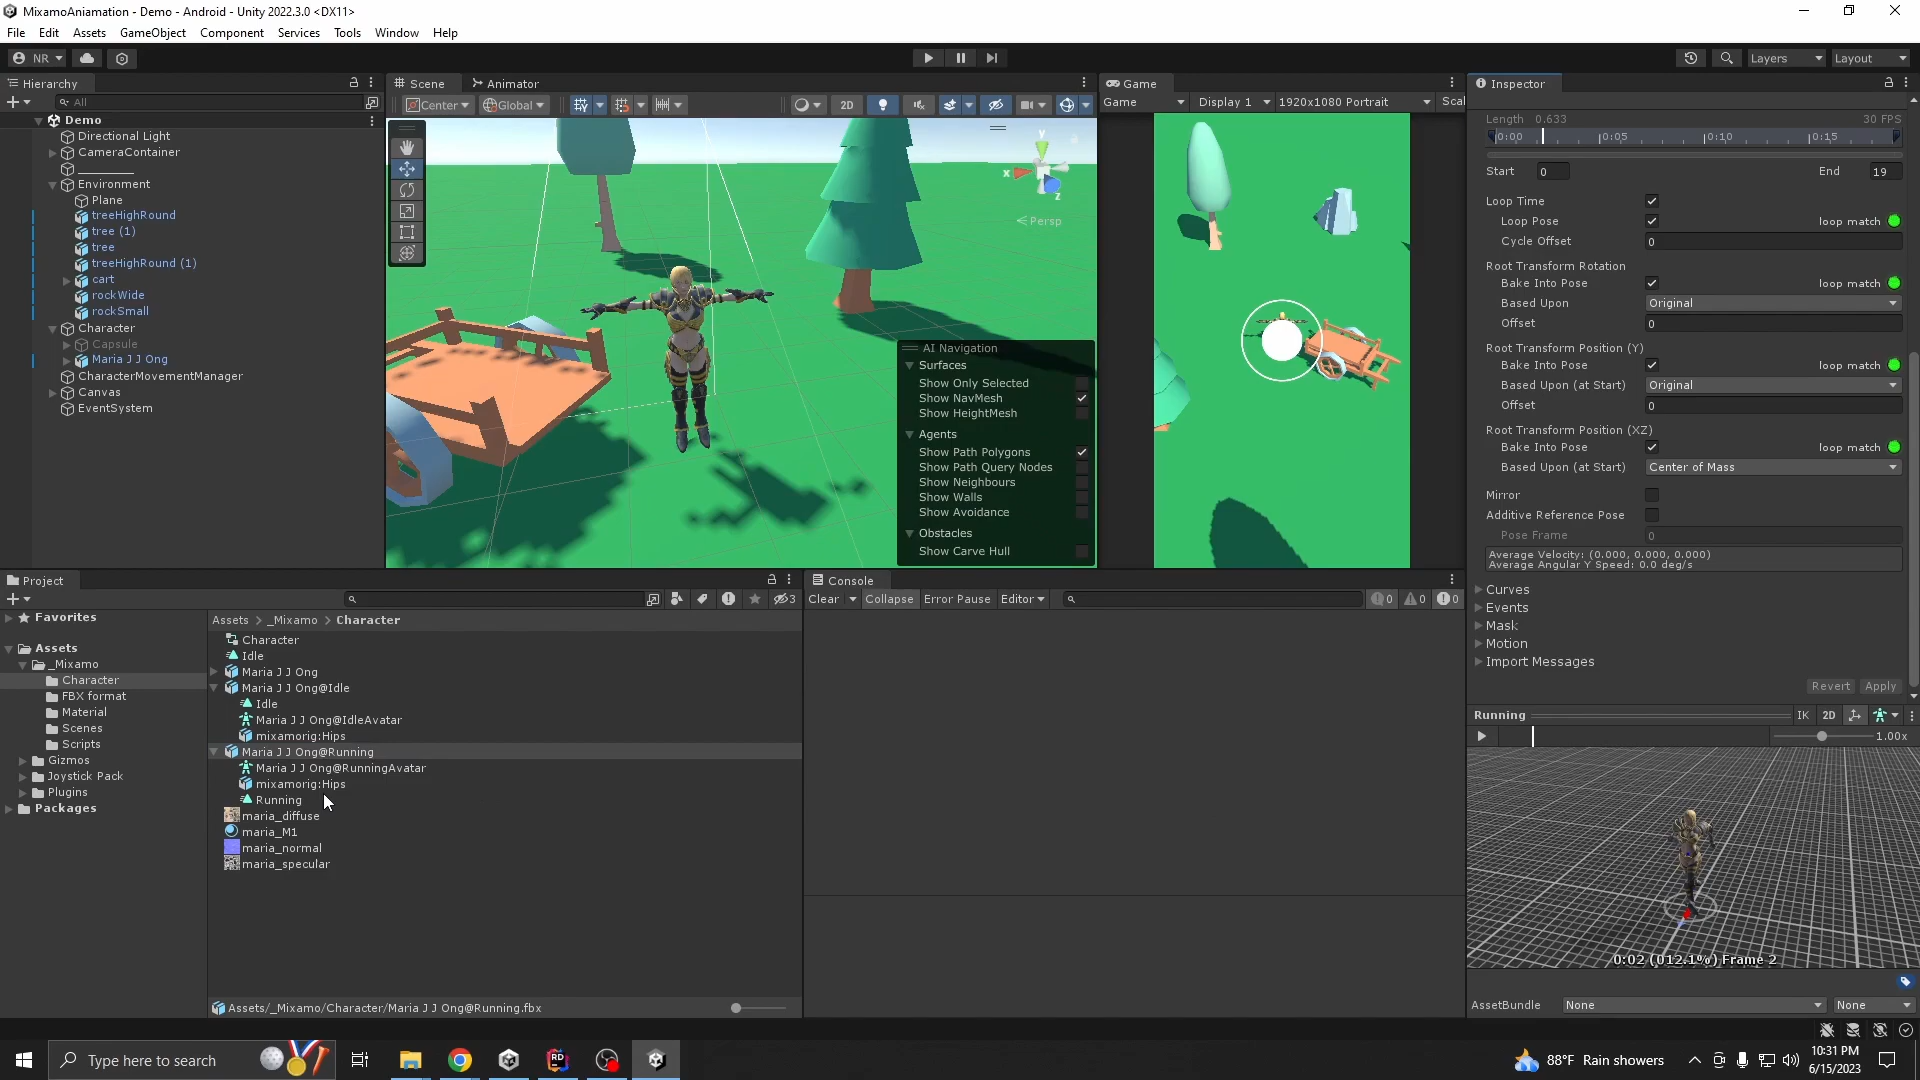 MixamoAniamation - Demo - Android - Unity 2022.3.0 <DX11>
File Edit Assets GameObject Component Services Tools Window Help
NR Layers Layout
Hierarchy
All
Demo
Directional Light
CameraContainer
_________
Environment
Plane
treeHighRound
tree (1)
tree
treeHighRound (1)
cart
rockWide
rockSmall
Character
Capsule
Maria J J Ong
CharacterMovementManager
Canvas
EventSystem
Scene Animator
Center Global 2D
y
x
z
Persp
AI Navigation
Surfaces
Show Only Selected
Show NavMesh
Show HeightMesh
Agents
Show Path Polygons
Show Path Query Nodes
Show Neighbours
Show Walls
Show Avoidance
Obstacles
Show Carve Hull
Game
Game Display 1 1920x1080 Portrait Scal
Inspector
Length 0.633 30 FPS
0:00 0:05 0:10 0:15
Start 0 End 19
Loop Time
Loop Pose loop match
Cycle Offset 0
Root Transform Rotation
Bake Into Pose loop match
Based Upon Original
Offset 0
Root Transform Position (Y)
Bake Into Pose loop match
Based Upon (at Start) Original
Offset 0
Root Transform Position (XZ)
Bake Into Pose loop match
Based Upon (at Start) Center of Mass
Mirror
Additive Reference Pose
Pose Frame 0
Average Velocity: (0.000, 0.000, 0.000)
Average Angular Y Speed: 0.0 deg/s
Curves
Events
Mask
Motion
Import Messages
Revert Apply
Running IK 2D
1.00x
0:02 (012.1%) Frame 2
AssetBundle None None
Project
3
Favorites
Assets
_Mixamo
Character
FBX format
Material
Scenes
Scripts
Gizmos
Joystick Pack
Plugins
Packages
Assets > _Mixamo > Character
Character
Idle
Maria J J Ong
Maria J J Ong@Idle
Idle
Maria J J Ong@IdleAvatar
mixamorig:Hips
Maria J J Ong@Running
Maria J J Ong@RunningAvatar
mixamorig:Hips
Running
maria_diffuse
maria_M1
maria_normal
maria_specular
Assets/_Mixamo/Character/Maria J J Ong@Running.fbx
Console
Clear Collapse Error Pause Editor 0 0 0
Type here to search
88°F Rain showers
10:31 PM
6/15/2023